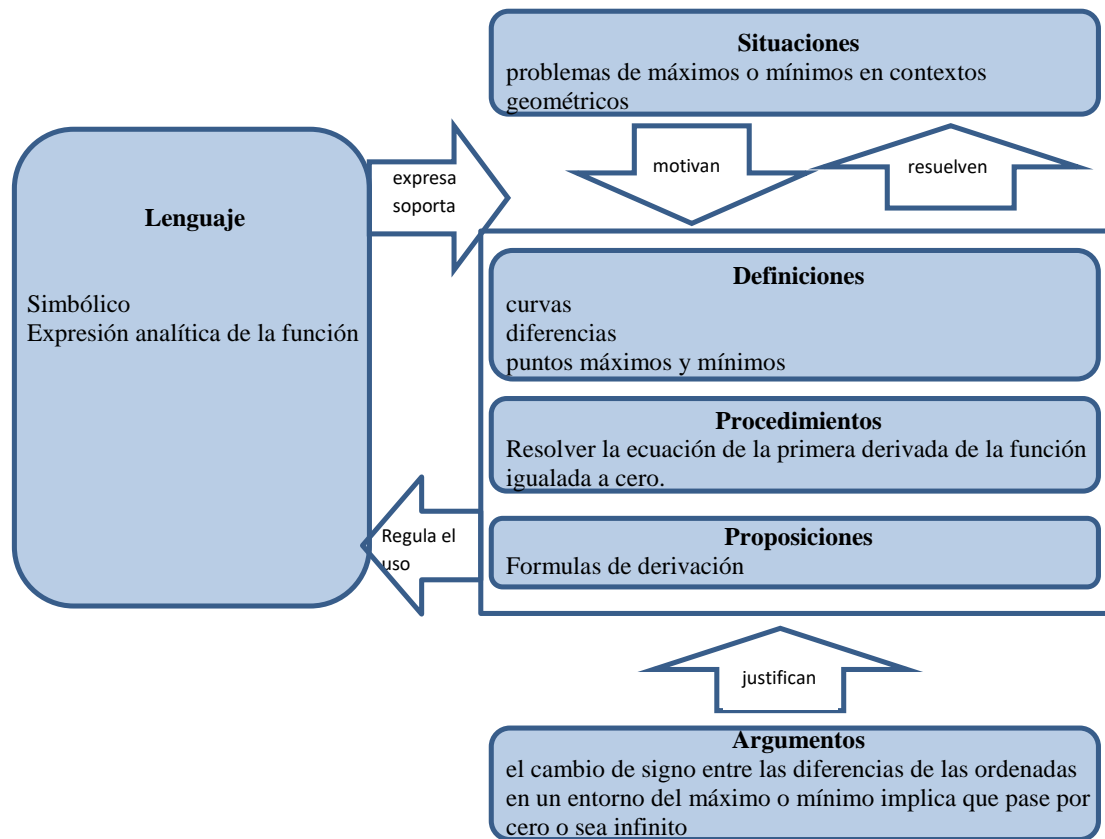 Situaciones
problemas de máximos o mínimos en contextos
geométricos
motivan
resuelven
expresa
soporta
Lenguaje
Simbólico
Expresión analítica de la función
Definiciones
curvas
diferencias
puntos máximos y mínimos
Procedimientos
Resolver la ecuación de la primera derivada de la función
igualada a cero.
Regula el
uso
Proposiciones
Formulas de derivación
justifican
Argumentos
el cambio de signo entre las diferencias de las ordenadas
en un entorno del máximo o mínimo implica que pase por
cero o sea infinito